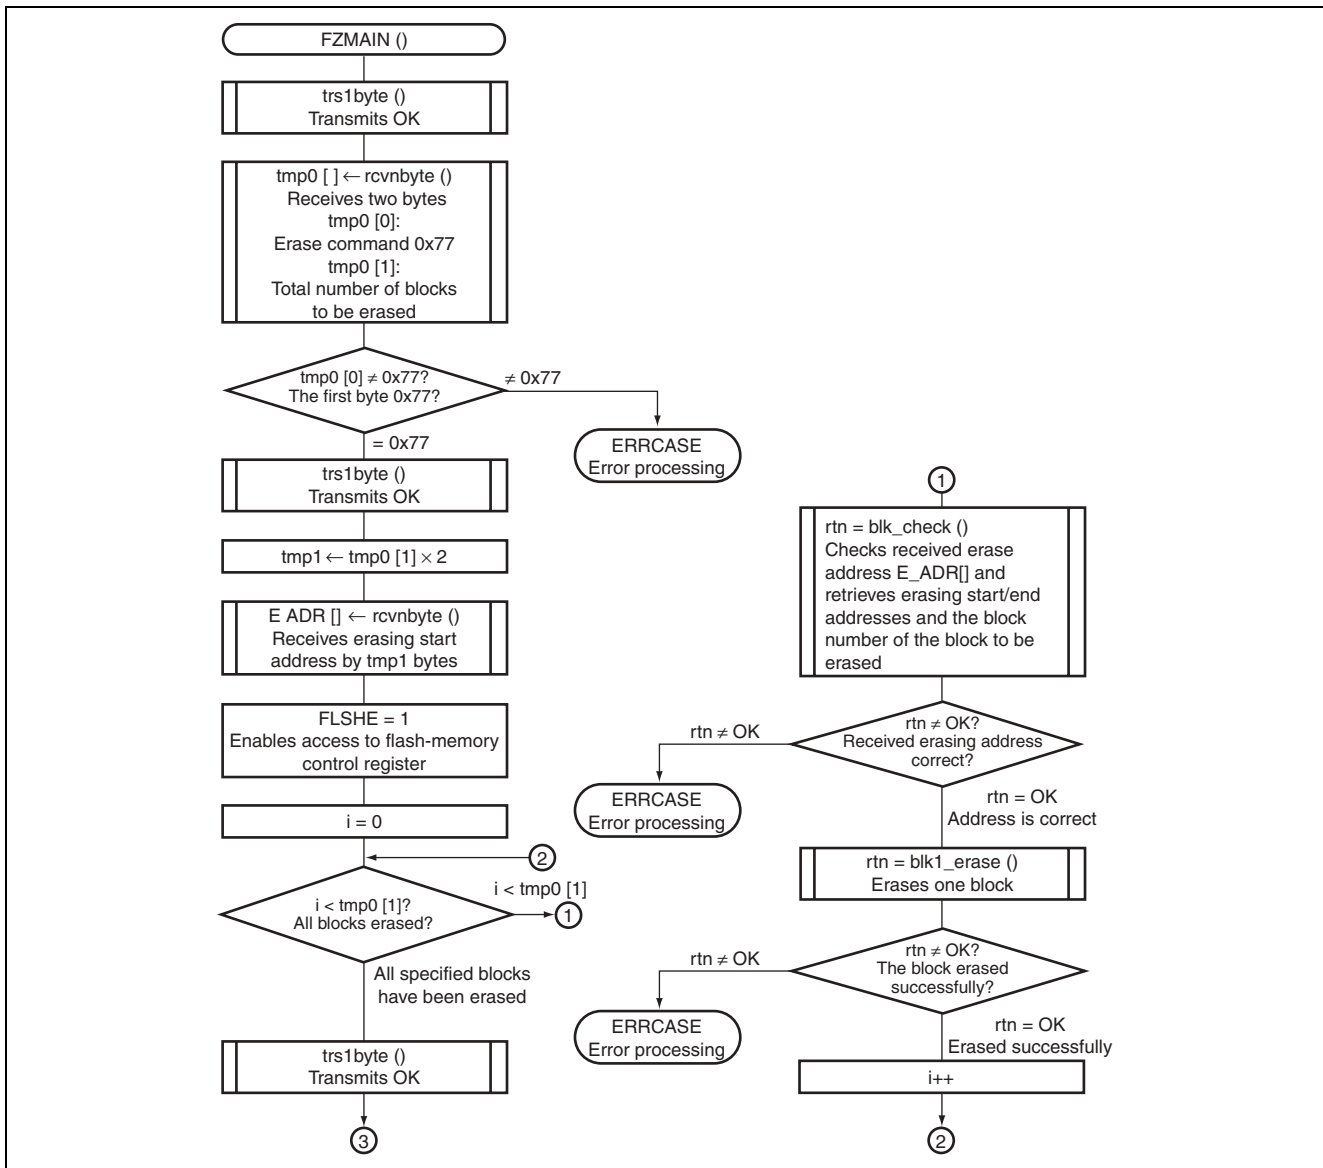 FZMAIN ()
trs1byte ()
Transmits OK
tmp0 [ ] ← rcvnbyte ()
Receives two bytes
tmp0 [0]:
Erase command 0x77
tmp0 [1]:
Total number of blocks
to be erased
tmp0 [0] ≠ 0x77?
The first byte 0x77?
≠ 0x77
ERRCASE
Error processing
= 0x77
trs1byte ()
Transmits OK
tmp1 ← tmp0 [1] × 2
E ADR [] ← rcvnbyte ()
Receives erasing start
address by tmp1 bytes
FLSHE = 1
Enables access to flash-memory
control register
i = 0
2
i < tmp0 [1]?
All blocks erased?
i < tmp0 [1]
1
All specified blocks
have been erased
trs1byte ()
Transmits OK
3
1
rtn = blk_check ()
Checks received erase
address E_ADR[] and
retrieves erasing start/end
addresses and the block
number of the block to be
erased
rtn ≠ OK?
Received erasing address
correct?
rtn ≠ OK
ERRCASE
Error processing
rtn = OK
Address is correct
rtn = blk1_erase ()
Erases one block
rtn ≠ OK?
The block erased
successfully?
rtn ≠ OK
ERRCASE
Error processing
rtn = OK
Erased successfully
i++
2